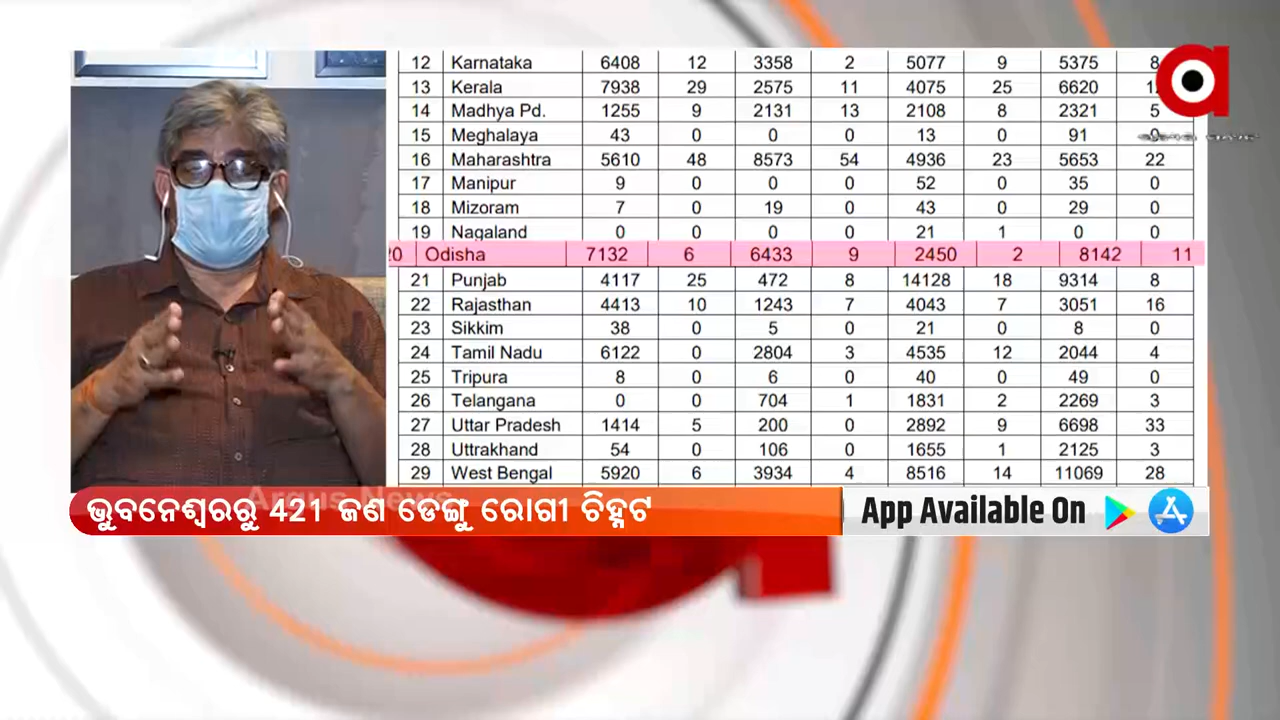 12 Karnataka 6408 12 3358 2 5077 9 5375 8
13 Kerala 7938 29 2575 11 4075 25 6620
14 Madhya Pd. 1255 9 2131 13 2108 8 2321 5
15 Meghalaya 43 0 0 0 13 0 91 0
16 Maharashtra 5610 48 8573 54 4936 23 5653 22
17 Manipur 9 0 0 0 52 0 35 0
18 Mizoram 7 0 19 0 43 0 29 0
19 Nagaland 0 0 0 0 21 1 0 0
20 Odisha 7132 6 6433 9 2450 2 8142 11
21 Punjab 4117 25 472 8 14128 18 9314 8
22 Rajasthan 4413 10 1243 7 4043 7 3051 16
23 Sikkim 38 0 5 0 21 0 8 0
24 Tamil Nadu 6122 0 2804 3 4535 12 2044 4
25 Tripura 8 0 6 0 40 0 49 0
26 Telangana 0 0 704 1 1831 2 2269 3
27 Uttar Pradesh 1414 5 200 0 2892 9 6698 33
28 Uttrakhand 54 0 106 0 1655 1 2125 3
29 West Bengal 5920 6 3934 4 8516 14 11069 28
Argus News
ଭୁବନେଶ୍ୱରରୁ 421 ଜଣ ଡେଙ୍ଗୁ ରୋଗୀ ଚିହ୍ନଟ
App Available On